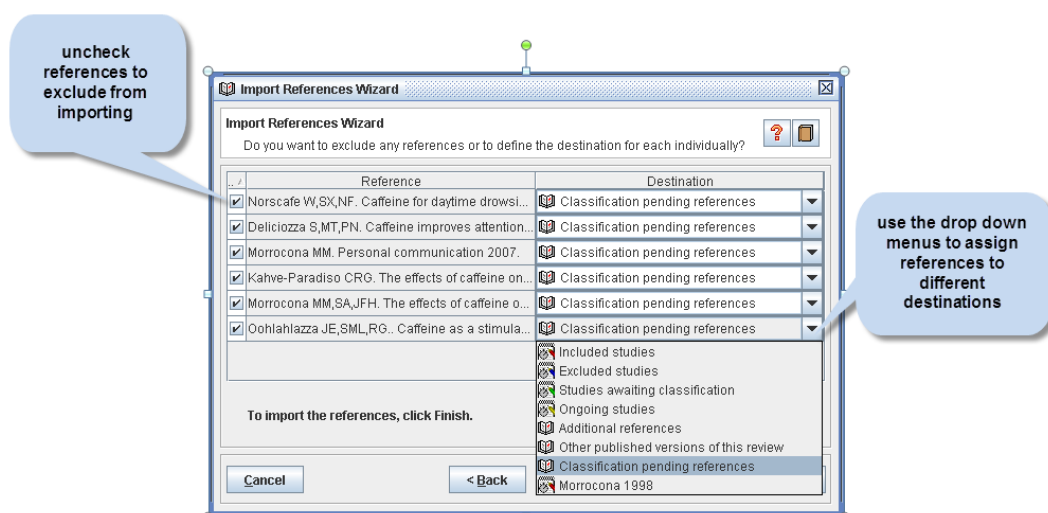 uncheck
references to
exclude from
importing
Import References Wizard
Import References Wizard
Do you want to exclude any references or to define the destination for each individually?
.. Reference Destination
Norscafe W,SX,NF. Caffeine for daytime drowsi... Classification pending references
Deliciozza S,MT,PN. Caffeine improves attention... Classification pending references
Morrocona MM. Personal communication 2007. Classification pending references
Kahve-Paradiso CRG. The effects of caffeine on... Classification pending references
Morrocona MM,SA,JFH. The effects of caffeine o... Classification pending references
Oohlahlazza JE,SML,RG.. Caffeine as a stimula... Classification pending references
use the drop down
menus to assign
references to
different
destinations
Included studies
Excluded studies
Studies awaiting classification
Ongoing studies
Additional references
Other published versions of this review
Classification pending references
Morrocona 1998
To import the references, click Finish.
Cancel < Back